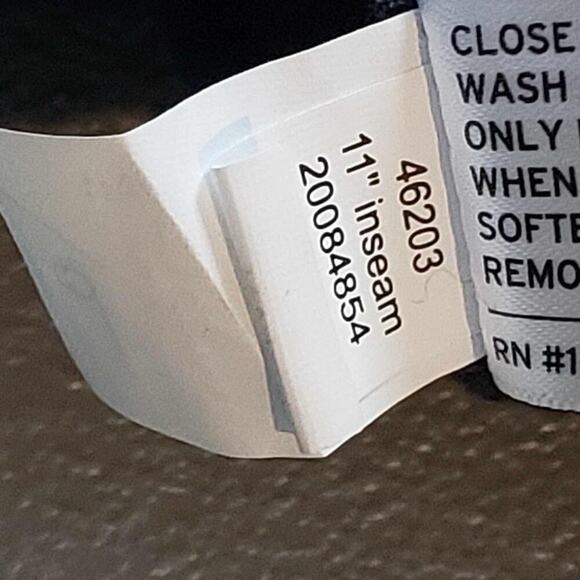 46203
11" inseam
20084854
CLOSE
WASH
ONLY
WHEN
SOFTE
REMO
RN #1